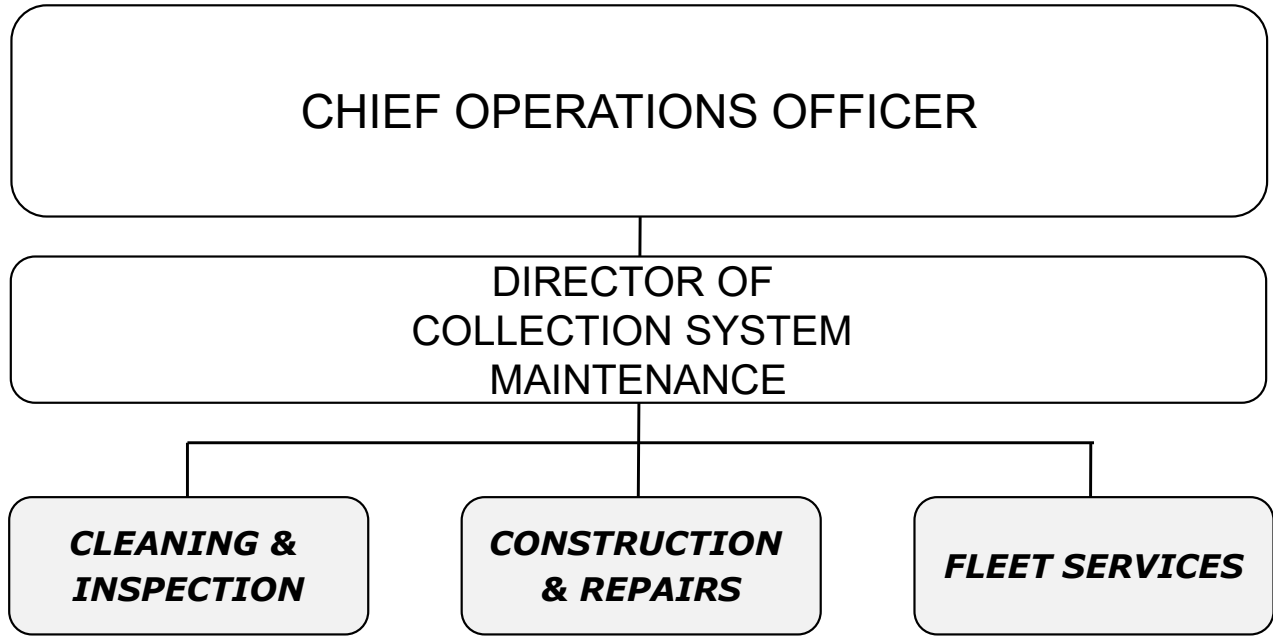 CHIEF OPERATIONS OFFICER
DIRECTOR OF
COLLECTION SYSTEM
MAINTENANCE
CLEANING &
INSPECTION
CONSTRUCTION
& REPAIRS
FLEET SERVICES